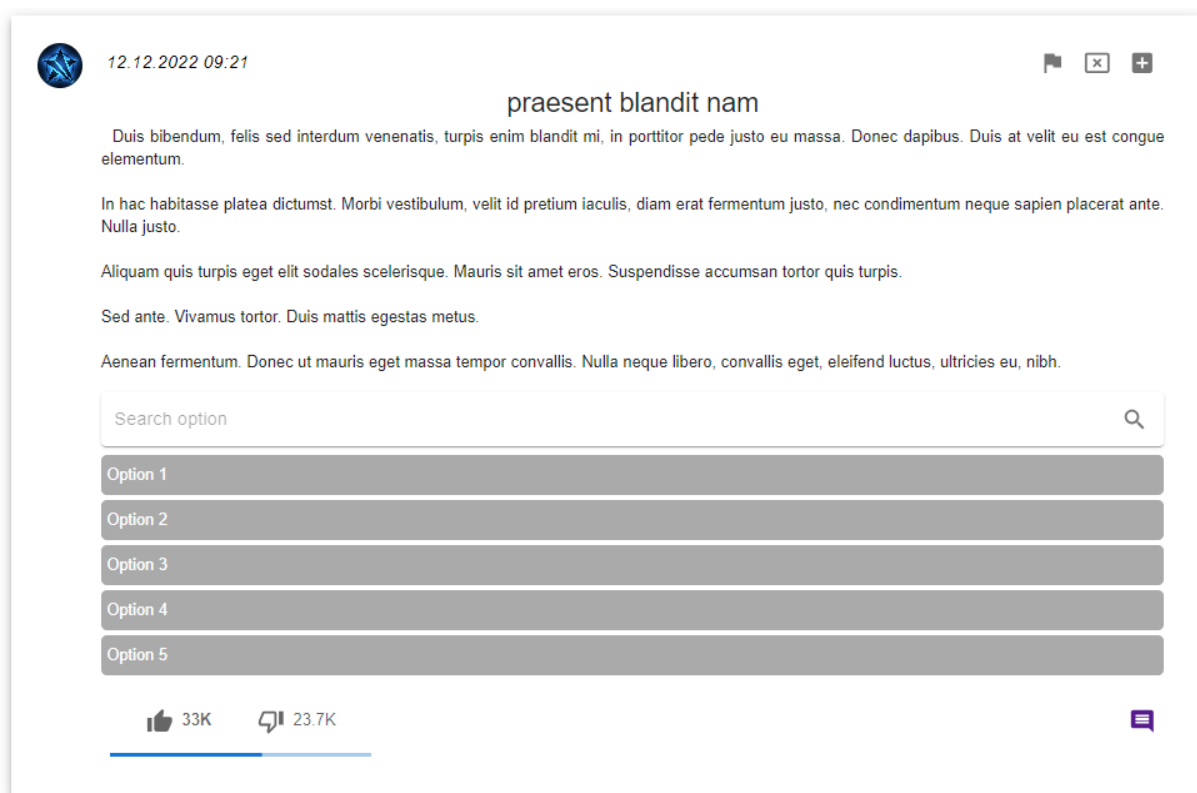 12.12.2022 09:21
praesent blandit nam
Duis bibendum, felis sed interdum venenatis, turpis enim blandit mi, in porttitor pede justo eu massa. Donec dapibus. Duis at velit eu est congue
elementum.
In hac habitasse platea dictumst. Morbi vestibulum, velit id pretium iaculis, diam erat fermentum justo, nec condimentum neque sapien placerat ante.
Nulla justo.
Aliquam quis turpis eget elit sodales scelerisque. Mauris sit amet eros. Suspendisse accumsan tortor quis turpis.
Sed ante. Vivamus tortor. Duis mattis egestas metus.
Aenean fermentum. Donec ut mauris eget massa tempor convallis. Nulla neque libero, convallis eget, eleifend luctus, ultricies eu, nibh.
Search option
Option 1
Option 2
Option 3
Option 4
Option 5
33K 23.7K